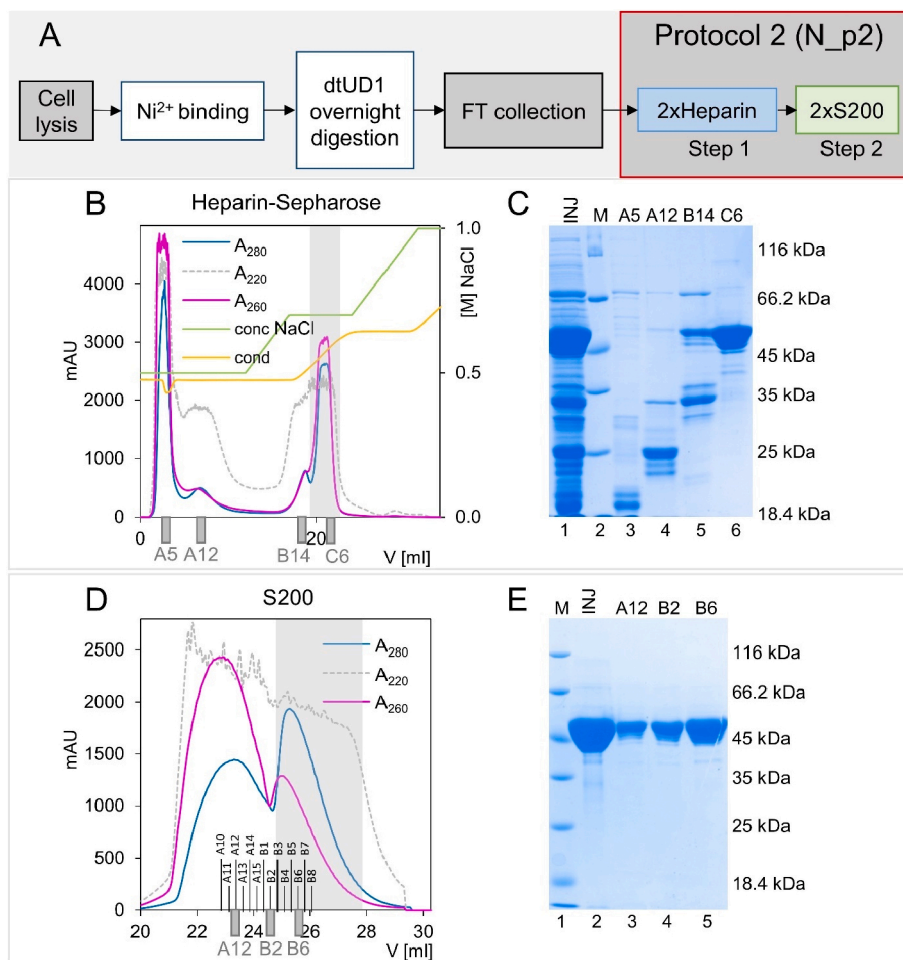 A
Protocol 2 (N_p2)
Cell
lysis
Ni²⁺ binding
dtUD1
overnight
digestion
FT collection
2xHeparin
2xS200
Step 1
Step 2
B
Heparin-Sepharose
A₂₈₀
A₂₂₀
A₂₆₀
conc NaCl
cond
4000
3000
2000
1000
0
mAU
1.0
0.5
0.0
[M] NaCl
0
20
A5
A12
B14
C6
V [ml]
C
INJ
M
A5
A12
B14
C6
116 kDa
66.2 kDa
45 kDa
35 kDa
25 kDa
18.4 kDa
1
2
3
4
5
6
D
S200
A₂₈₀
A₂₂₀
A₂₆₀
2500
2000
1500
1000
500
0
mAU
A10
A11
A12
A13
A14
A15
B1
B2
B3
B4
B5
B6
B7
B8
20
22
24
26
28
30
A12
B2
B6
V [ml]
E
M
INJ
A12
B2
B6
116 kDa
66.2 kDa
45 kDa
35 kDa
25 kDa
18.4 kDa
1
2
3
4
5